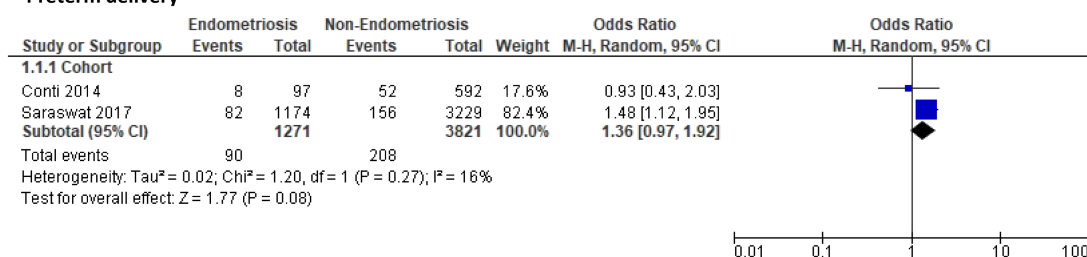 Preterm delivery
Endometriosis Non-Endometriosis Odds Ratio Odds Ratio
Study or Subgroup Events Total Events Total Weight M-H, Random, 95% CI M-H, Random, 95% CI
1.1.1 Cohort
Conti 2014 8 97 52 592 17.6% 0.93 [0.43, 2.03]
Saraswat 2017 82 1174 156 3229 82.4% 1.48 [1.12, 1.95]
Subtotal (95% CI) 1271 3821 100.0% 1.36 [0.97, 1.92]
Total events 90 208
Heterogeneity: Tau² = 0.02; Chi² = 1.20, df = 1 (P = 0.27); I² = 16%
Test for overall effect: Z = 1.77 (P = 0.08)
0.01 0.1 1 10 100